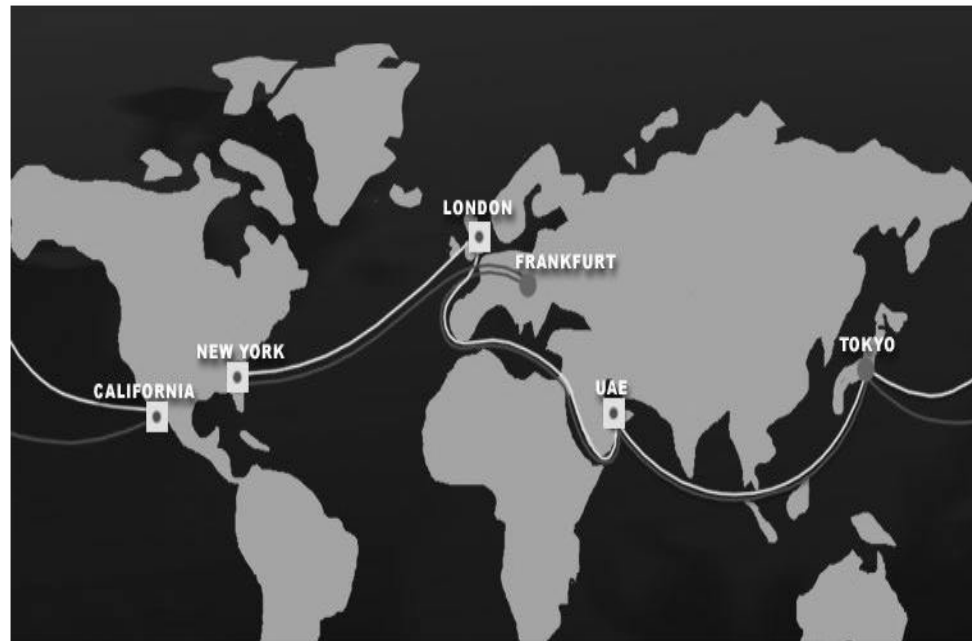 LONDON
FRANKFURT
NEW YORK
TOKYO
CALIFORNIA
UAE